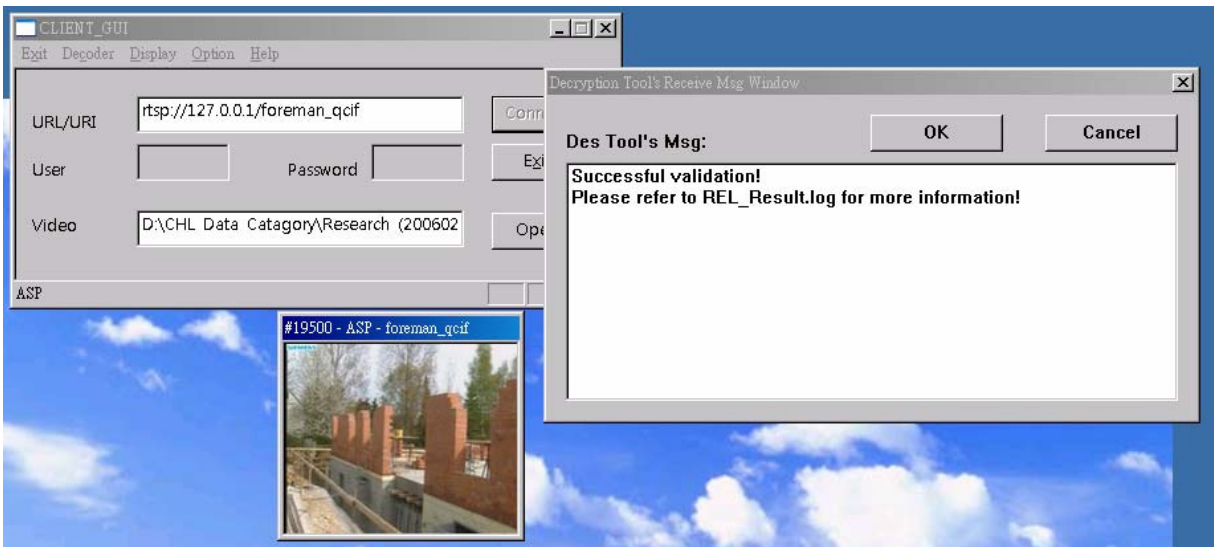 CLIENT_GUI
Exit Decoder Display Option Help
URL/URI rtsp://127.0.0.1/foreman_qcif
User Password
Video D:\CHL Data Catagory\Research (200602
ASP
Decryption Tool's Receive Msg Window
Des Tool's Msg: OK Cancel
Successful validation!
Please refer to REL_Result.log for more information!
#19500 - ASP - foreman_qcif